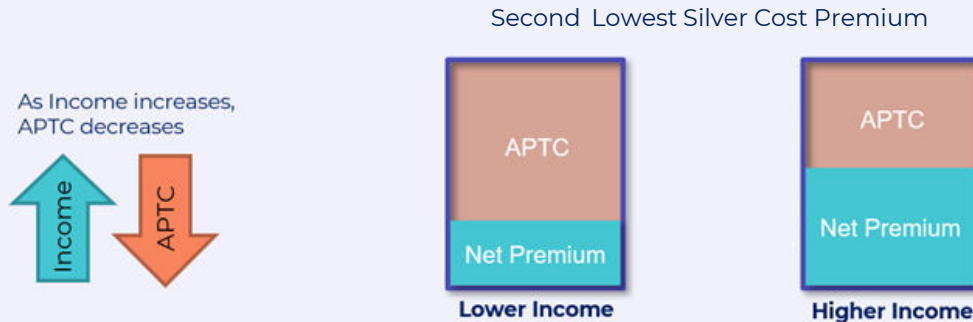 Second Lowest Silver Cost Premium
As Income increases,
APTC decreases
Income
APTC
APTC
Net Premium
Lower Income
APTC
Net Premium
Higher Income